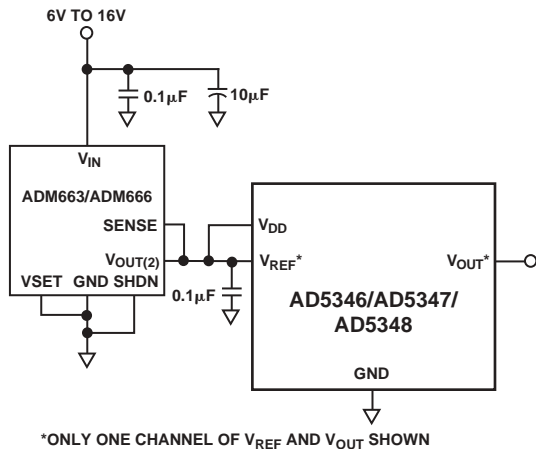 6V TO 16V
0.1μF
10μF
VIN
ADM663/ADM666
SENSE
VOUT(2)
VSET GND SHDN
0.1μF
VDD
VREF*
VOUT*
AD5346/AD5347/
AD5348
GND
*ONLY ONE CHANNEL OF VREF AND VOUT SHOWN